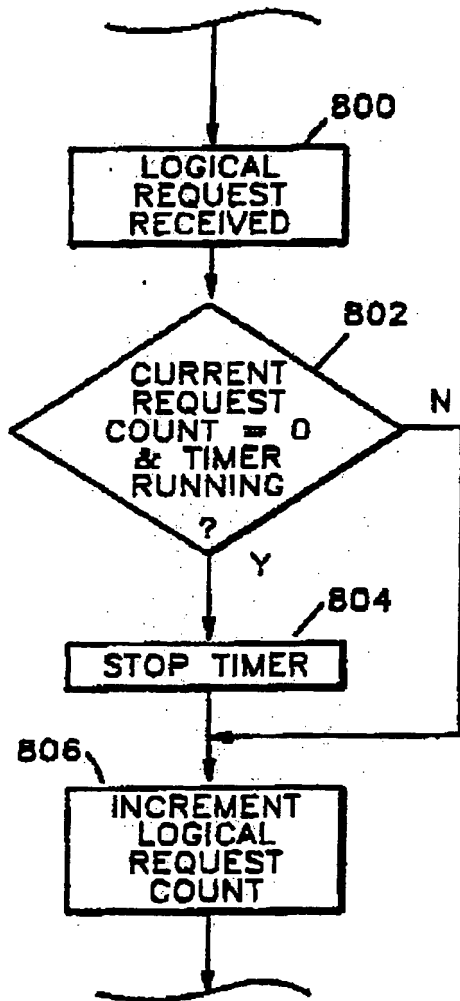 800
LOGICAL
REQUEST
RECEIVED
802
CURRENT
REQUEST
COUNT = 0
& TIMER
RUNNING
?
N
Y
804
STOP TIMER
806
INCREMENT
LOGICAL
REQUEST
COUNT